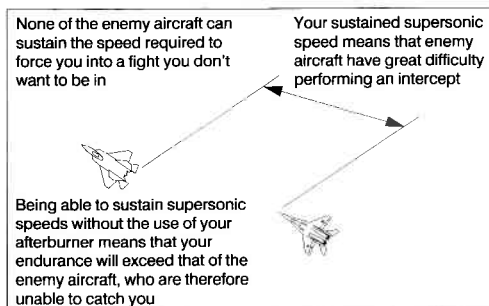 None of the enemy aircraft can
sustain the speed required to
force you into a fight you don't
want to be in
Your sustained supersonic
speed means that enemy
aircraft have great difficulty
performing an intercept
Being able to sustain supersonic
speeds without the use of your
afterburner means that your
endurance will exceed that of the
enemy aircraft, who are therefore
unable to catch you